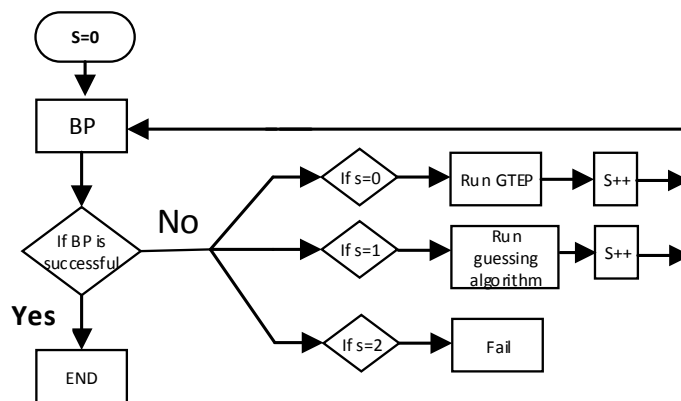 S=0
BP
If BP is
successful
No
Yes
END
If s=0
Run GTEP
S++
If s=1
Run
guessing
algorithm
S++
If s=2
Fail